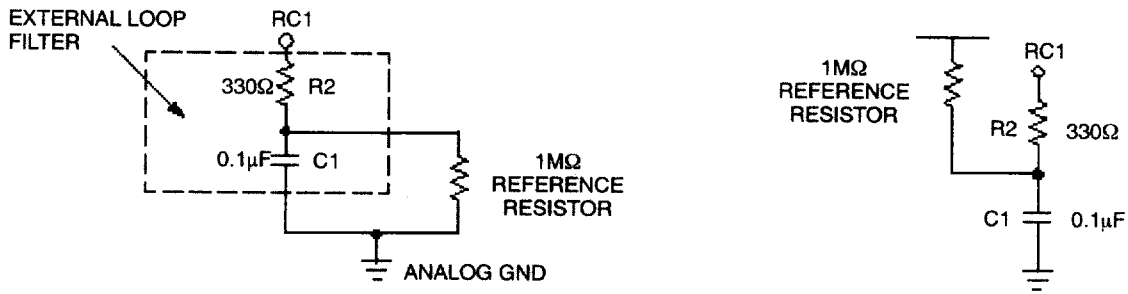 EXTERNAL LOOP
FILTER
RC1
330Ω R2
0.1μF C1
1MΩ
REFERENCE
RESISTOR
ANALOG GND
1MΩ
REFERENCE
RESISTOR
RC1
R2 330Ω
C1 0.1μF